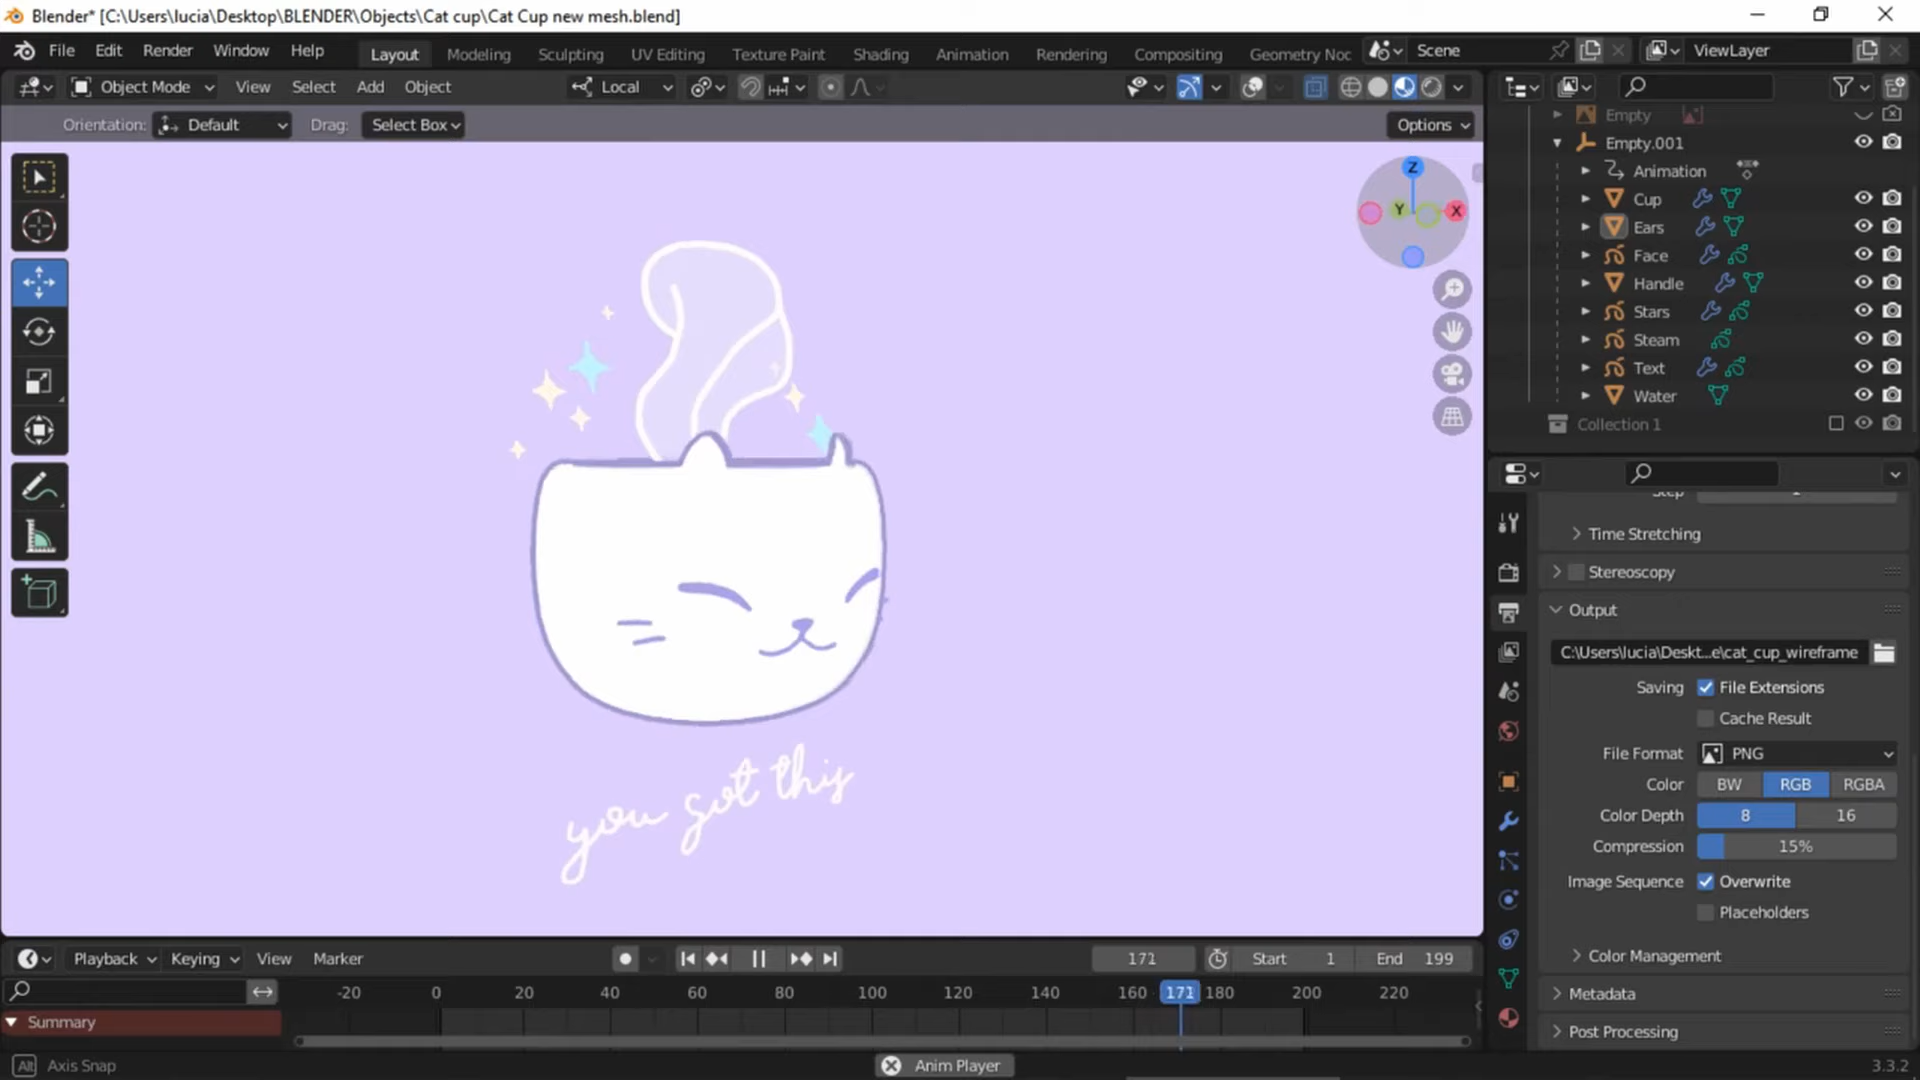 Blender* [C:\Users\lucia\Desktop\BLENDER\Objects\Cat cup\Cat Cup new mesh.blend]
File Edit Render Window Help Layout Modeling Sculpting UV Editing Texture Paint Shading Animation Rendering Compositing Geometry Noc Scene ViewLayer
Object Mode View Select Add Object Local
Orientation: Default Drag: Select Box Options
Empty
Empty.001
Animation
Cup
Ears
Face
Handle
Stars
Steam
Text
Water
Collection 1
Z
Y
X
you got this
Step 1
Time Stretching
Stereoscopy
Output
C:\Users\lucia\Deskt...e\cat_cup_wireframe
Saving File Extensions
Cache Result
File Format PNG
Color BW RGB RGBA
Color Depth 8 16
Compression 15%
Image Sequence Overwrite
Placeholders
Color Management
Metadata
Post Processing
Playback Keying View Marker 171 Start 1 End 199
-20 0 20 40 60 80 100 120 140 160 171 180 200 220
Summary
Alt Axis Snap Anim Player 3.3.2